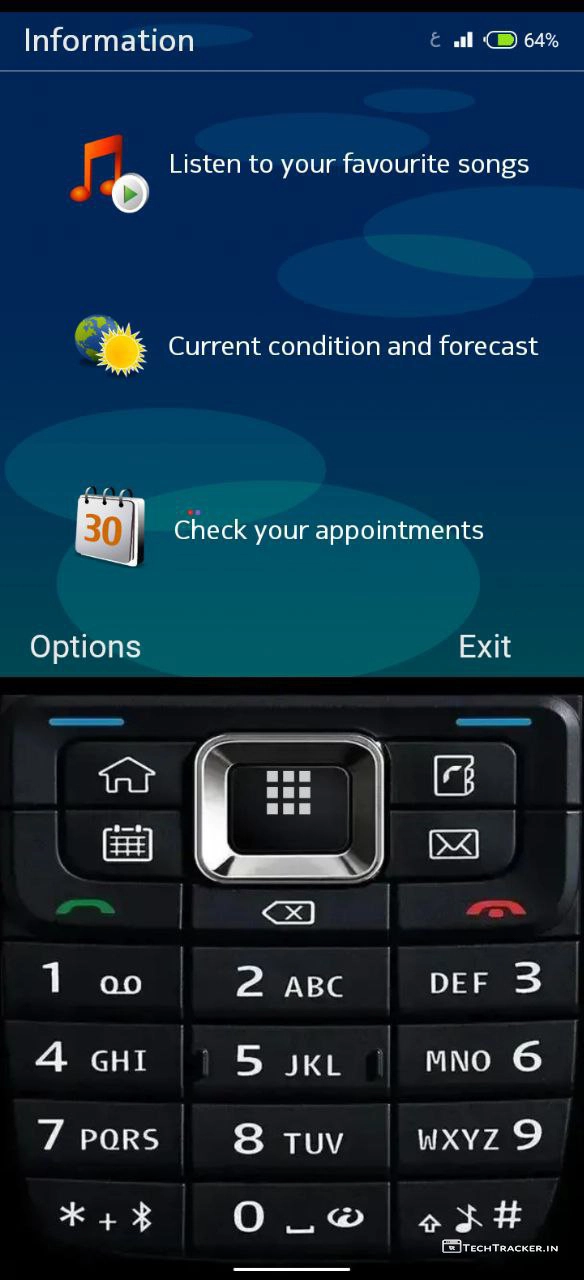 Information
ع
64%
Listen to your favourite songs
Current condition and forecast
30
Check your appointments
Options
Exit
1
2 ABC
DEF 3
4 GHI
5 JKL
MNO 6
7 PQRS
8 TUV
WXYZ 9
* +
0
#
TECHTRACKER.IN